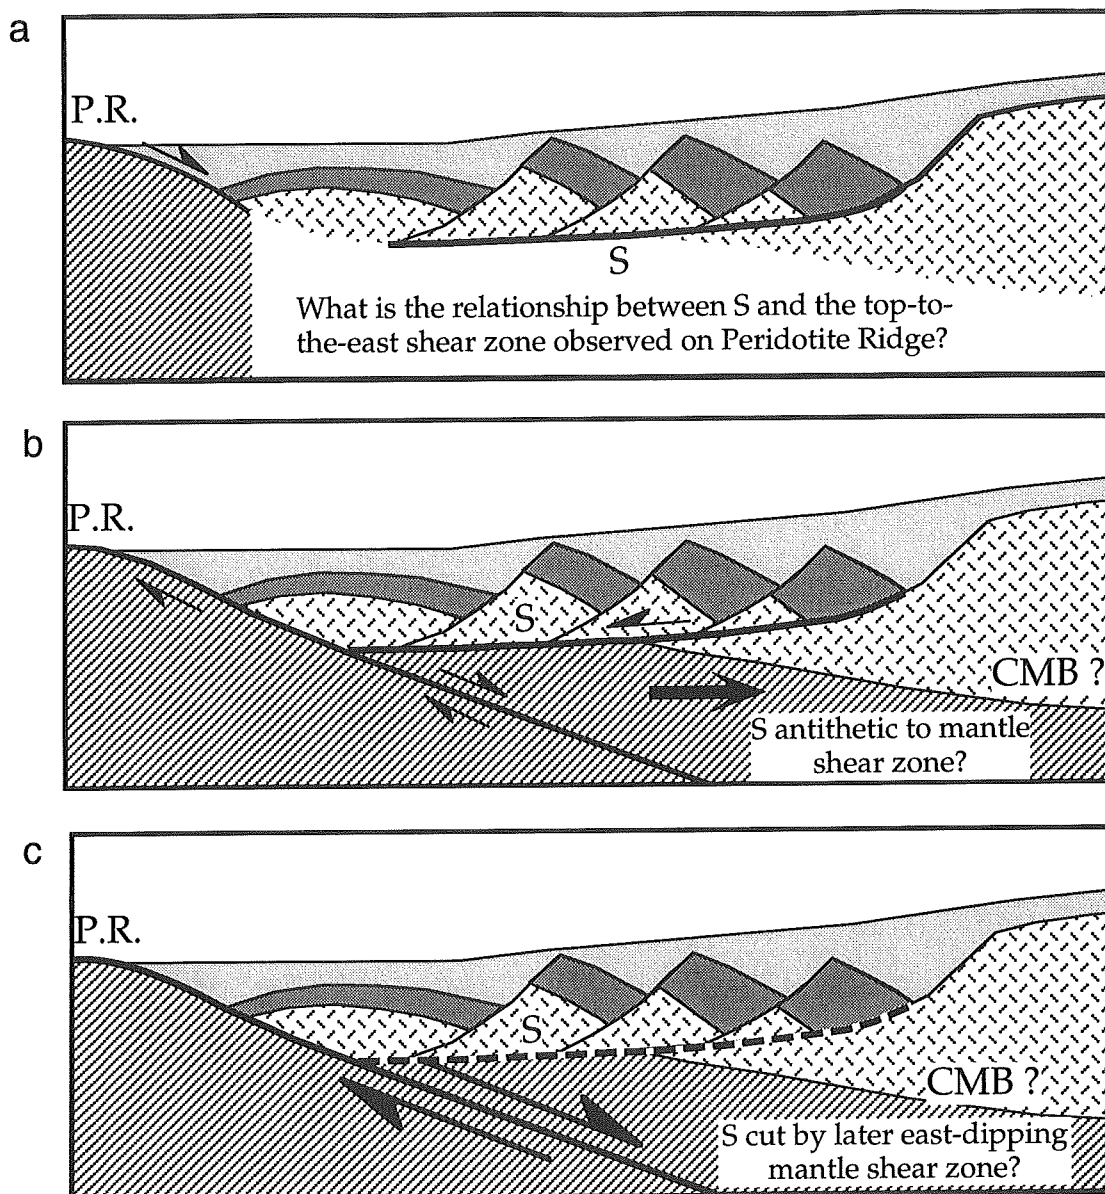 a
P.R.
S
What is the relationship between S and the top-to-
the-east shear zone observed on Peridotite Ridge?
b
P.R.
S
CMB ?
S antithetic to mantle
shear zone?
c
P.R.
S
CMB ?
S cut by later east-dipping
mantle shear zone?